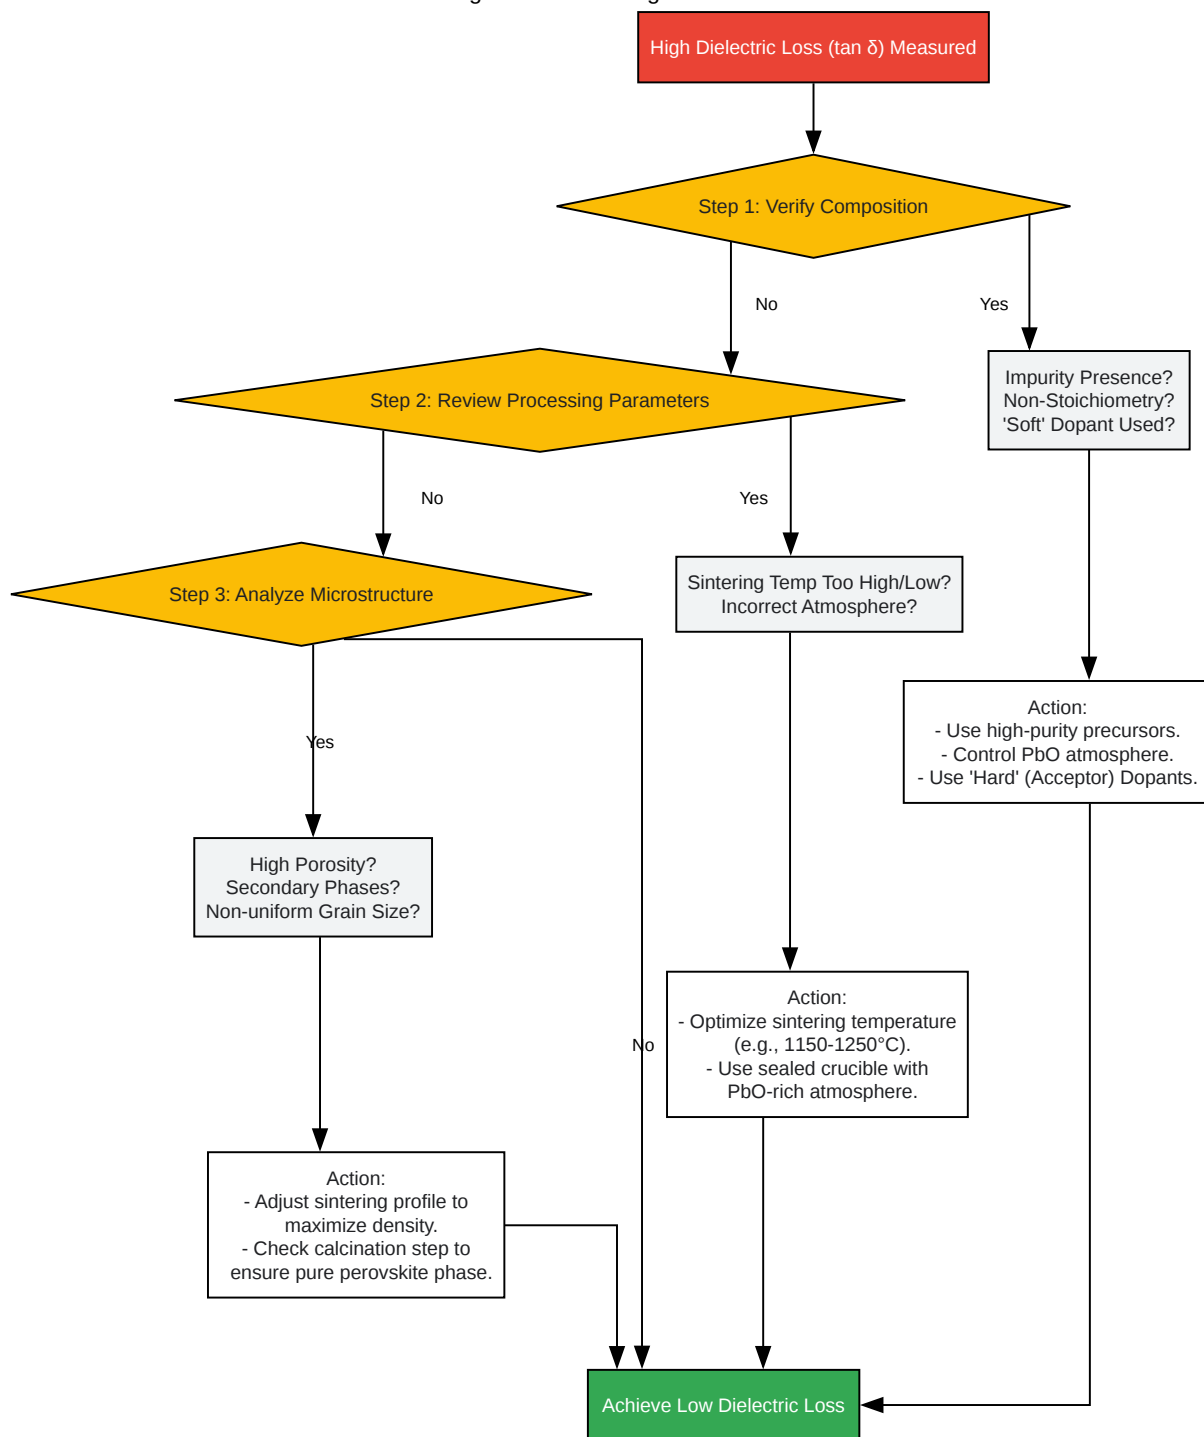 High Dielectric Loss (tan δ) Measured
Step 1: Verify Composition
No
Yes
Step 2: Review Processing Parameters
Impurity Presence?
Non-Stoichiometry?
'Soft' Dopant Used?
No
Yes
Step 3: Analyze Microstructure
Sintering Temp Too High/Low?
Incorrect Atmosphere?
Action:
- Use high-purity precursors.
- Control PbO atmosphere.
- Use 'Hard' (Acceptor) Dopants.
Yes
High Porosity?
Secondary Phases?
Non-uniform Grain Size?
No
Action:
- Optimize sintering temperature
(e.g., 1150-1250°C).
- Use sealed crucible with
PbO-rich atmosphere.
Action:
- Adjust sintering profile to
maximize density.
- Check calcination step to
ensure pure perovskite phase.
Achieve Low Dielectric Loss